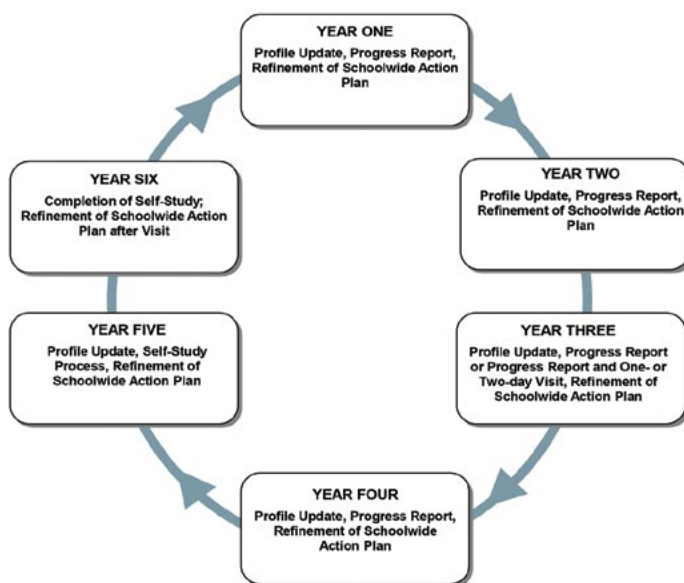 YEAR ONE
Profile Update, Progress Report,
Refinement of Schoolwide Action
Plan
YEAR TWO
Profile Update, Progress Report,
Refinement of Schoolwide Action
Plan
YEAR THREE
Profile Update, Progress Report
or Progress Report and One- or
Two-day Visit, Refinement of
Schoolwide Action Plan
YEAR FOUR
Profile Update, Progress Report,
Refinement of Schoolwide
Action Plan
YEAR FIVE
Profile Update, Self-Study
Process, Refinement of
Schoolwide Action Plan
YEAR SIX
Completion of Self-Study;
Refinement of Schoolwide Action
Plan after Visit